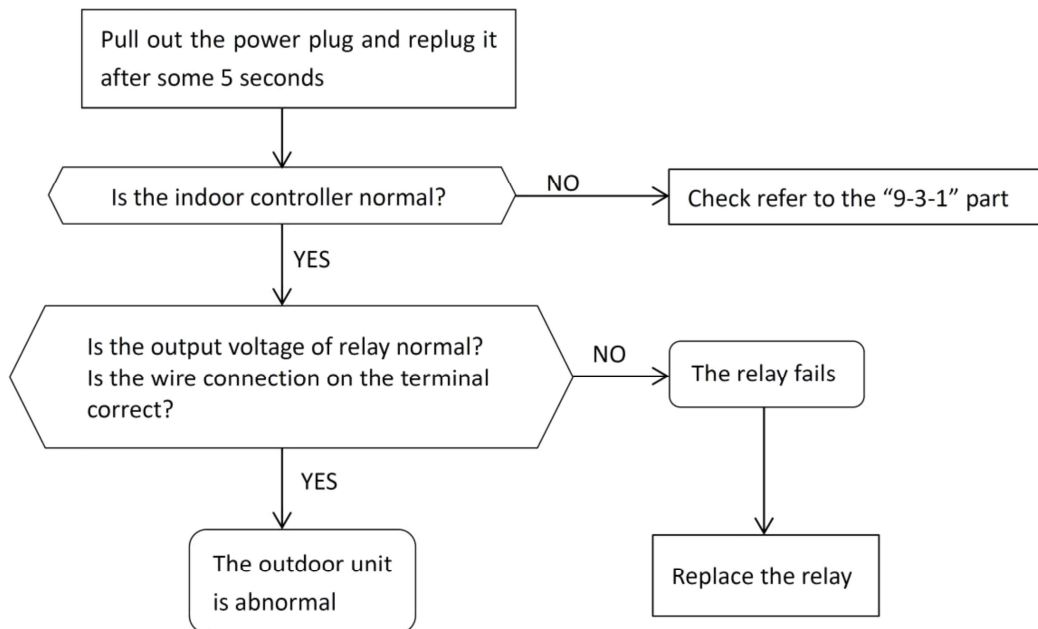 Pull out the power plug and replug it
after some 5 seconds
Is the indoor controller normal?
NO
Check refer to the “9-3-1” part
YES
Is the output voltage of relay normal?
Is the wire connection on the terminal
correct?
NO
The relay fails
YES
The outdoor unit
is abnormal
Replace the relay